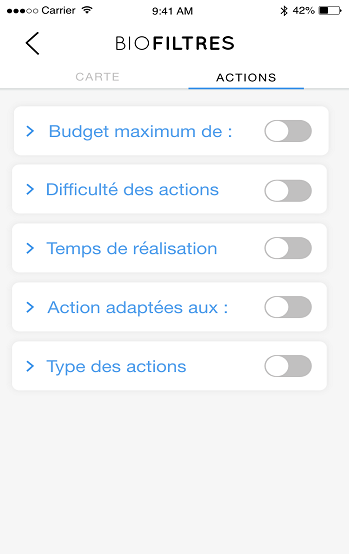 Carrier 9:41 AM 42%
BIOFILTRES
CARTE ACTIONS
Budget maximum de :
Difficulté des actions
Temps de réalisation
Action adaptées aux :
Type des actions